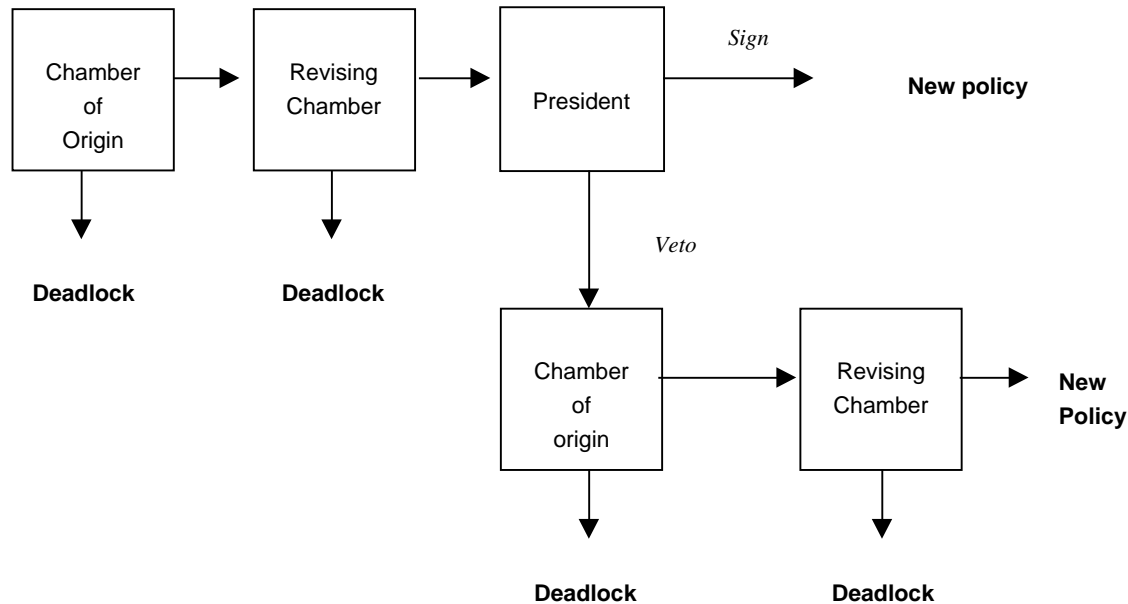 Chamber
of
Origin
Revising
Chamber
President
Sign
New policy
Veto
Deadlock
Deadlock
Chamber
of
origin
Revising
Chamber
New
Policy
Deadlock
Deadlock